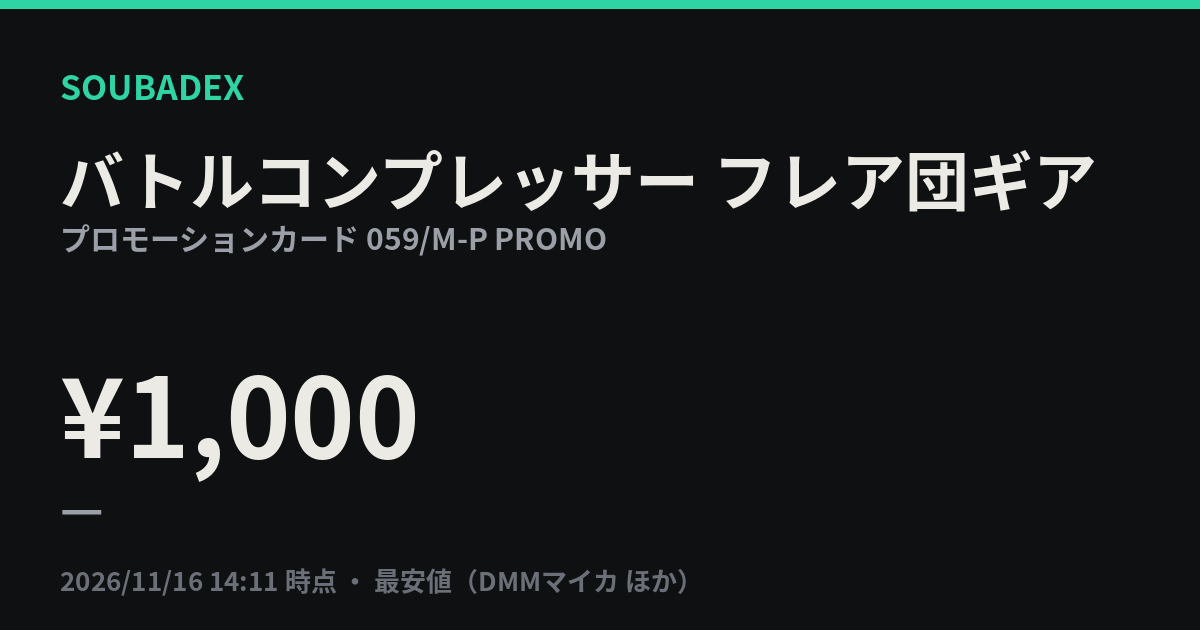 SOUBADEX
バトルコンプレッサー フレア団ギア
プロモーションカード 059/M-P PROMO
¥1,000
—
2026/11/16 14:11 時点 ・ 最安値（DMMマイカ ほか）